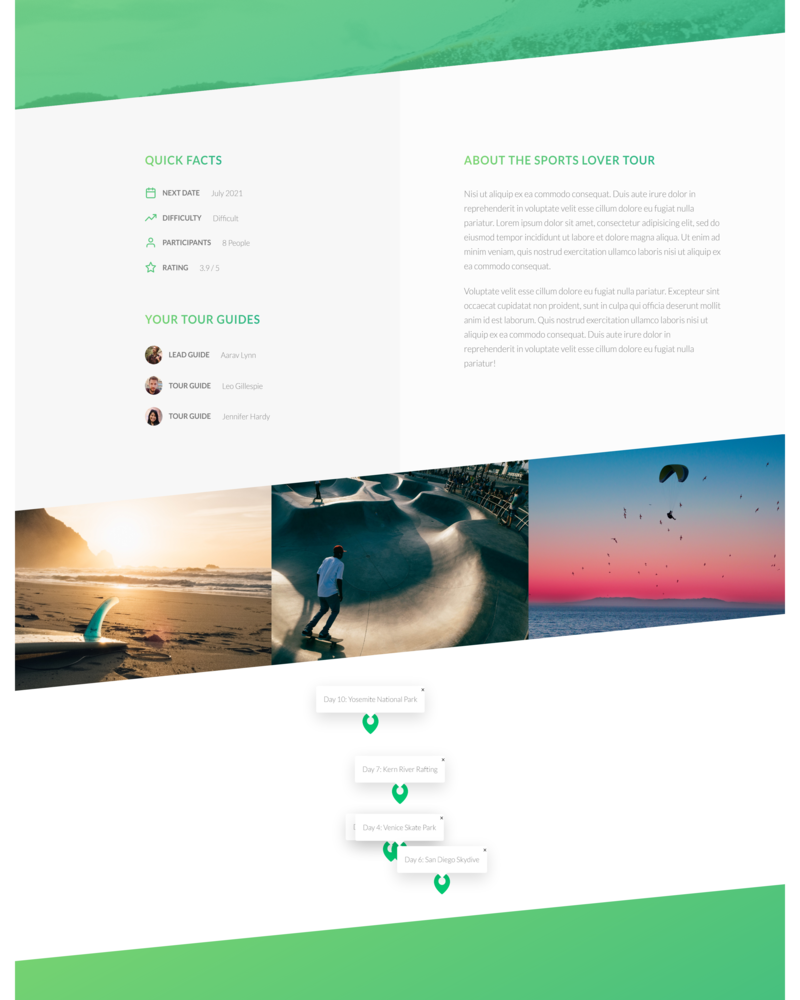 QUICK FACTS
NEXT DATE July 2021
DIFFICULTY Difficult
PARTICIPANTS 8 People
RATING 3.9 / 5
YOUR TOUR GUIDES
LEAD GUIDE Aarav Lynn
TOUR GUIDE Leo Gillespie
TOUR GUIDE Jennifer Hardy
ABOUT THE SPORTS LOVER TOUR
Nisi ut aliquip ex ea commodo consequat. Duis aute irure dolor in
reprehenderit in voluptate velit esse cillum dolore eu fugiat nulla
pariatur. Lorem ipsum dolor sit amet, consectetur adipisicing elit, sed do
eiusmod tempor incididunt ut labore et dolore magna aliqua. Ut enim ad
minim veniam, quis nostrud exercitation ullamco laboris nisi ut aliquip ex
ea commodo consequat.
Voluptate velit esse cillum dolore eu fugiat nulla pariatur. Excepteur sint
occaecat cupidatat non proident, sunt in culpa qui officia deserunt mollit
anim id est laborum. Quis nostrud exercitation ullamco laboris nisi ut
aliquip ex ea commodo consequat. Duis aute irure dolor in
reprehenderit in voluptate velit esse cillum dolore eu fugiat nulla
pariatur!
Day 10: Yosemite National Park
Day 7: Kern River Rafting
Day 4: Venice Skate Park
Day 6: San Diego Skydive